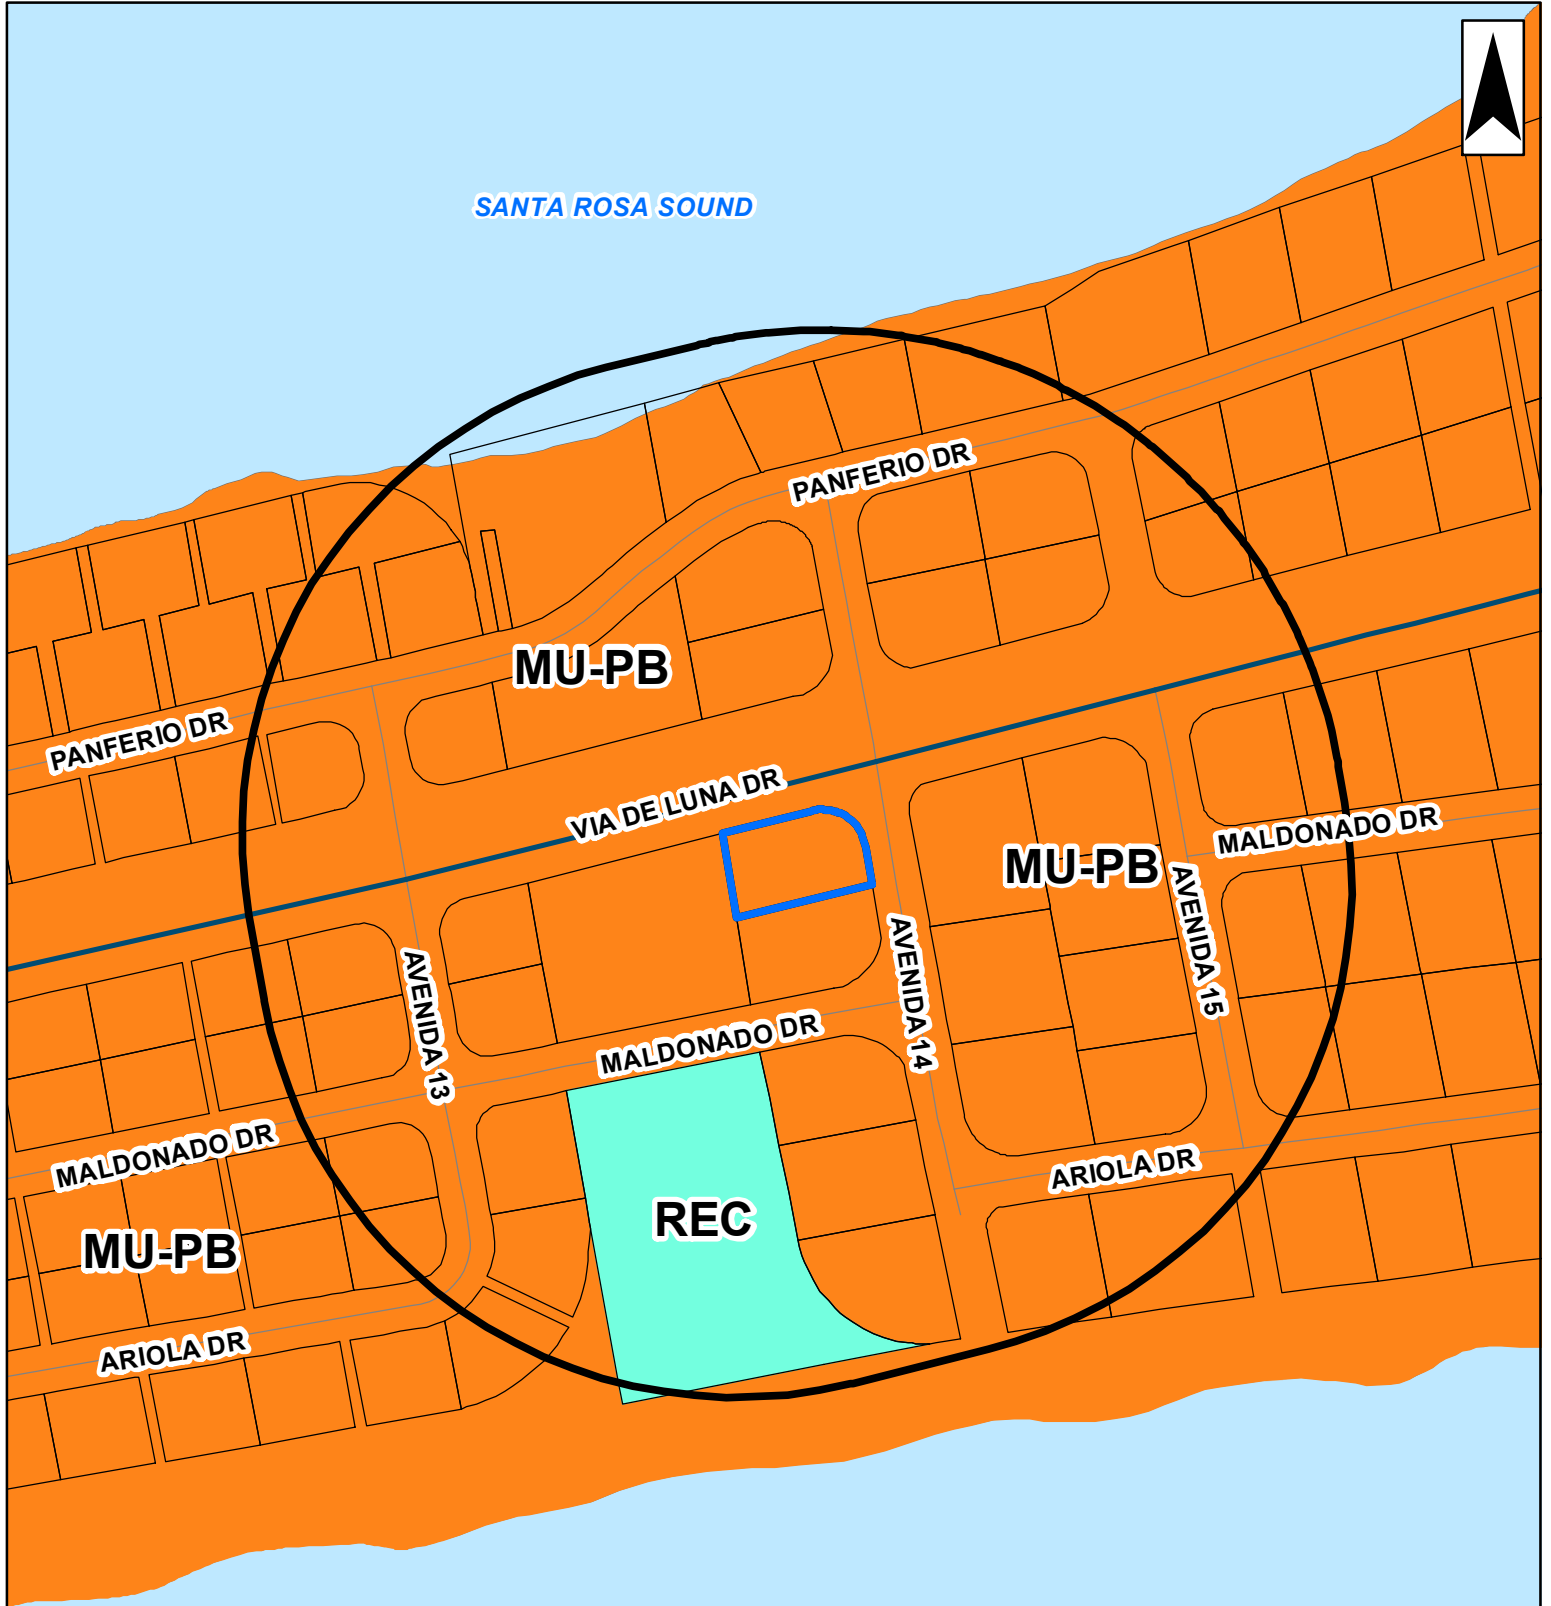 SANTA ROSA SOUND
PANFERIO DR
MU-PB
PANFERIO DR
VIA DE LUNA DR
MALDONADO DR
MU-PB
AVENIDA 15
AVENIDA 14
AVENIDA 13
MALDONADO DR
MALDONADO DR
ARIOLA DR
REC
MU-PB
ARIOLA DR